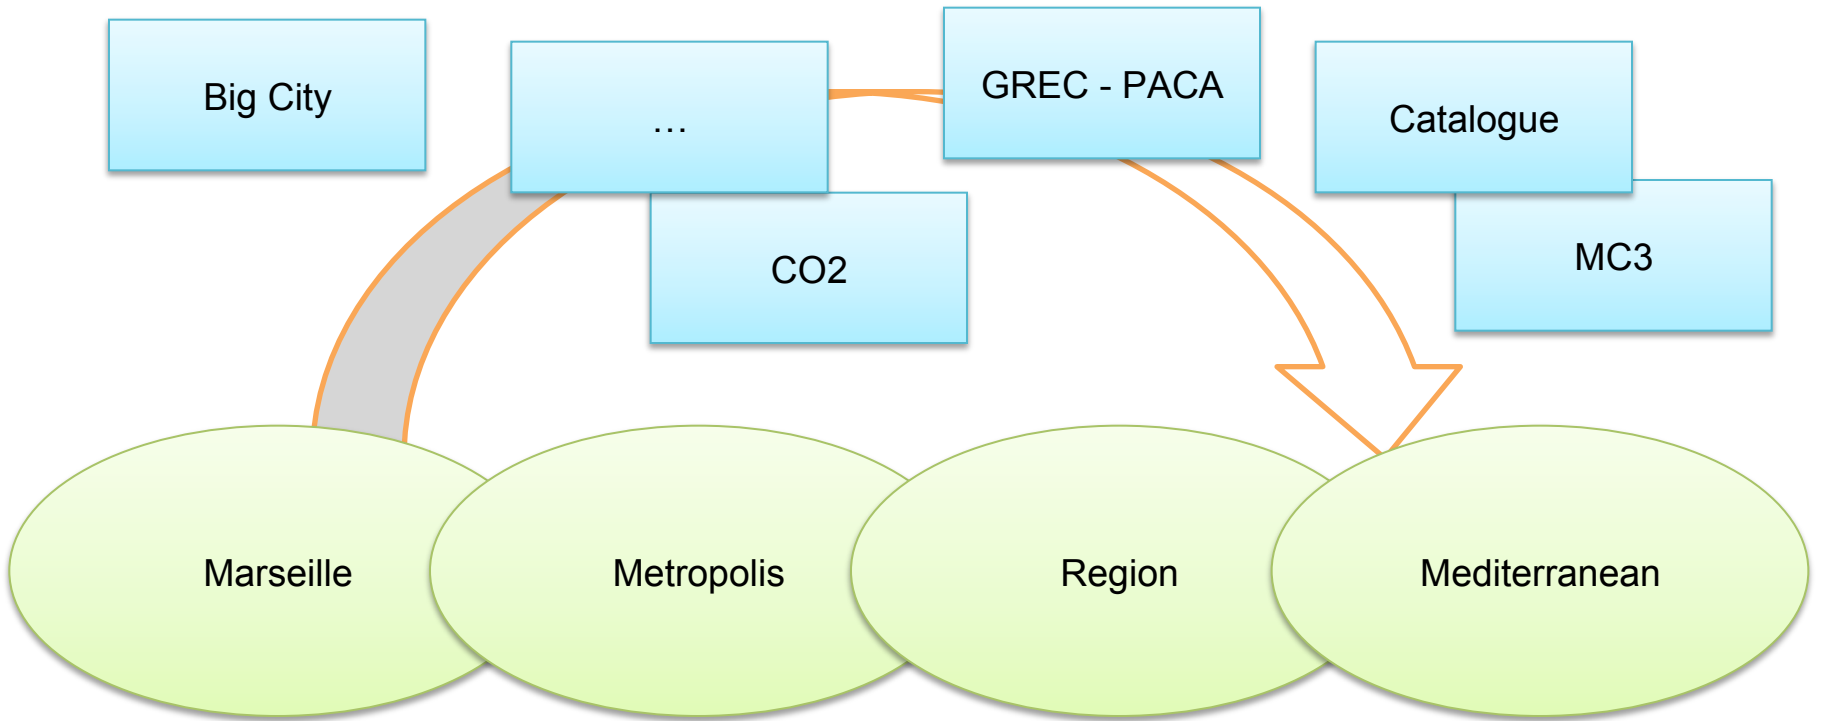 Big City
…
GREC - PACA
Catalogue
CO2
MC3
Marseille
Metropolis
Region
Mediterranean